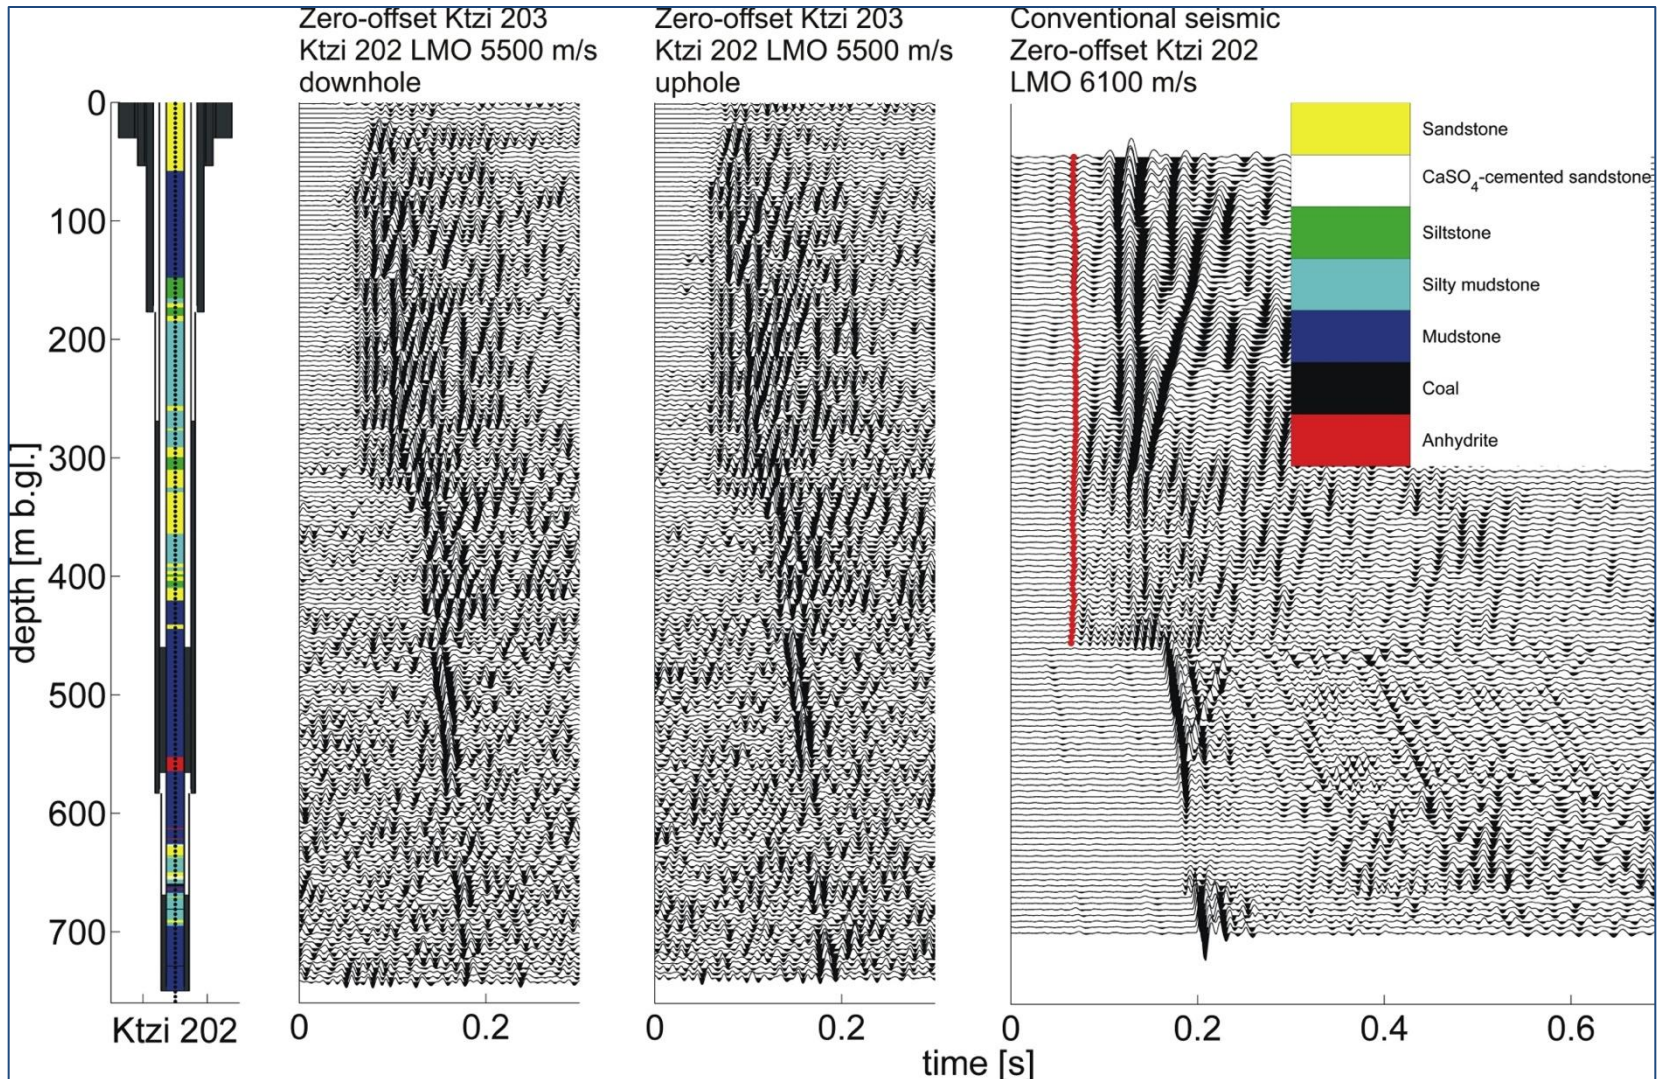 Zero-offset Ktzi 203
Ktzi 202 LMO 5500 m/s
downhole
Zero-offset Ktzi 203
Ktzi 202 LMO 5500 m/s
uphole
Conventional seismic
Zero-offset Ktzi 202
LMO 6100 m/s
Sandstone
CaSO₄-cemented sandstone
Siltstone
Silty mudstone
Mudstone
Coal
Anhydrite
depth [m b.gl.]
0
100
200
300
400
500
600
700
Ktzi 202
0
0.2
0
0.2
0
0.2
0.4
0.6
time [s]